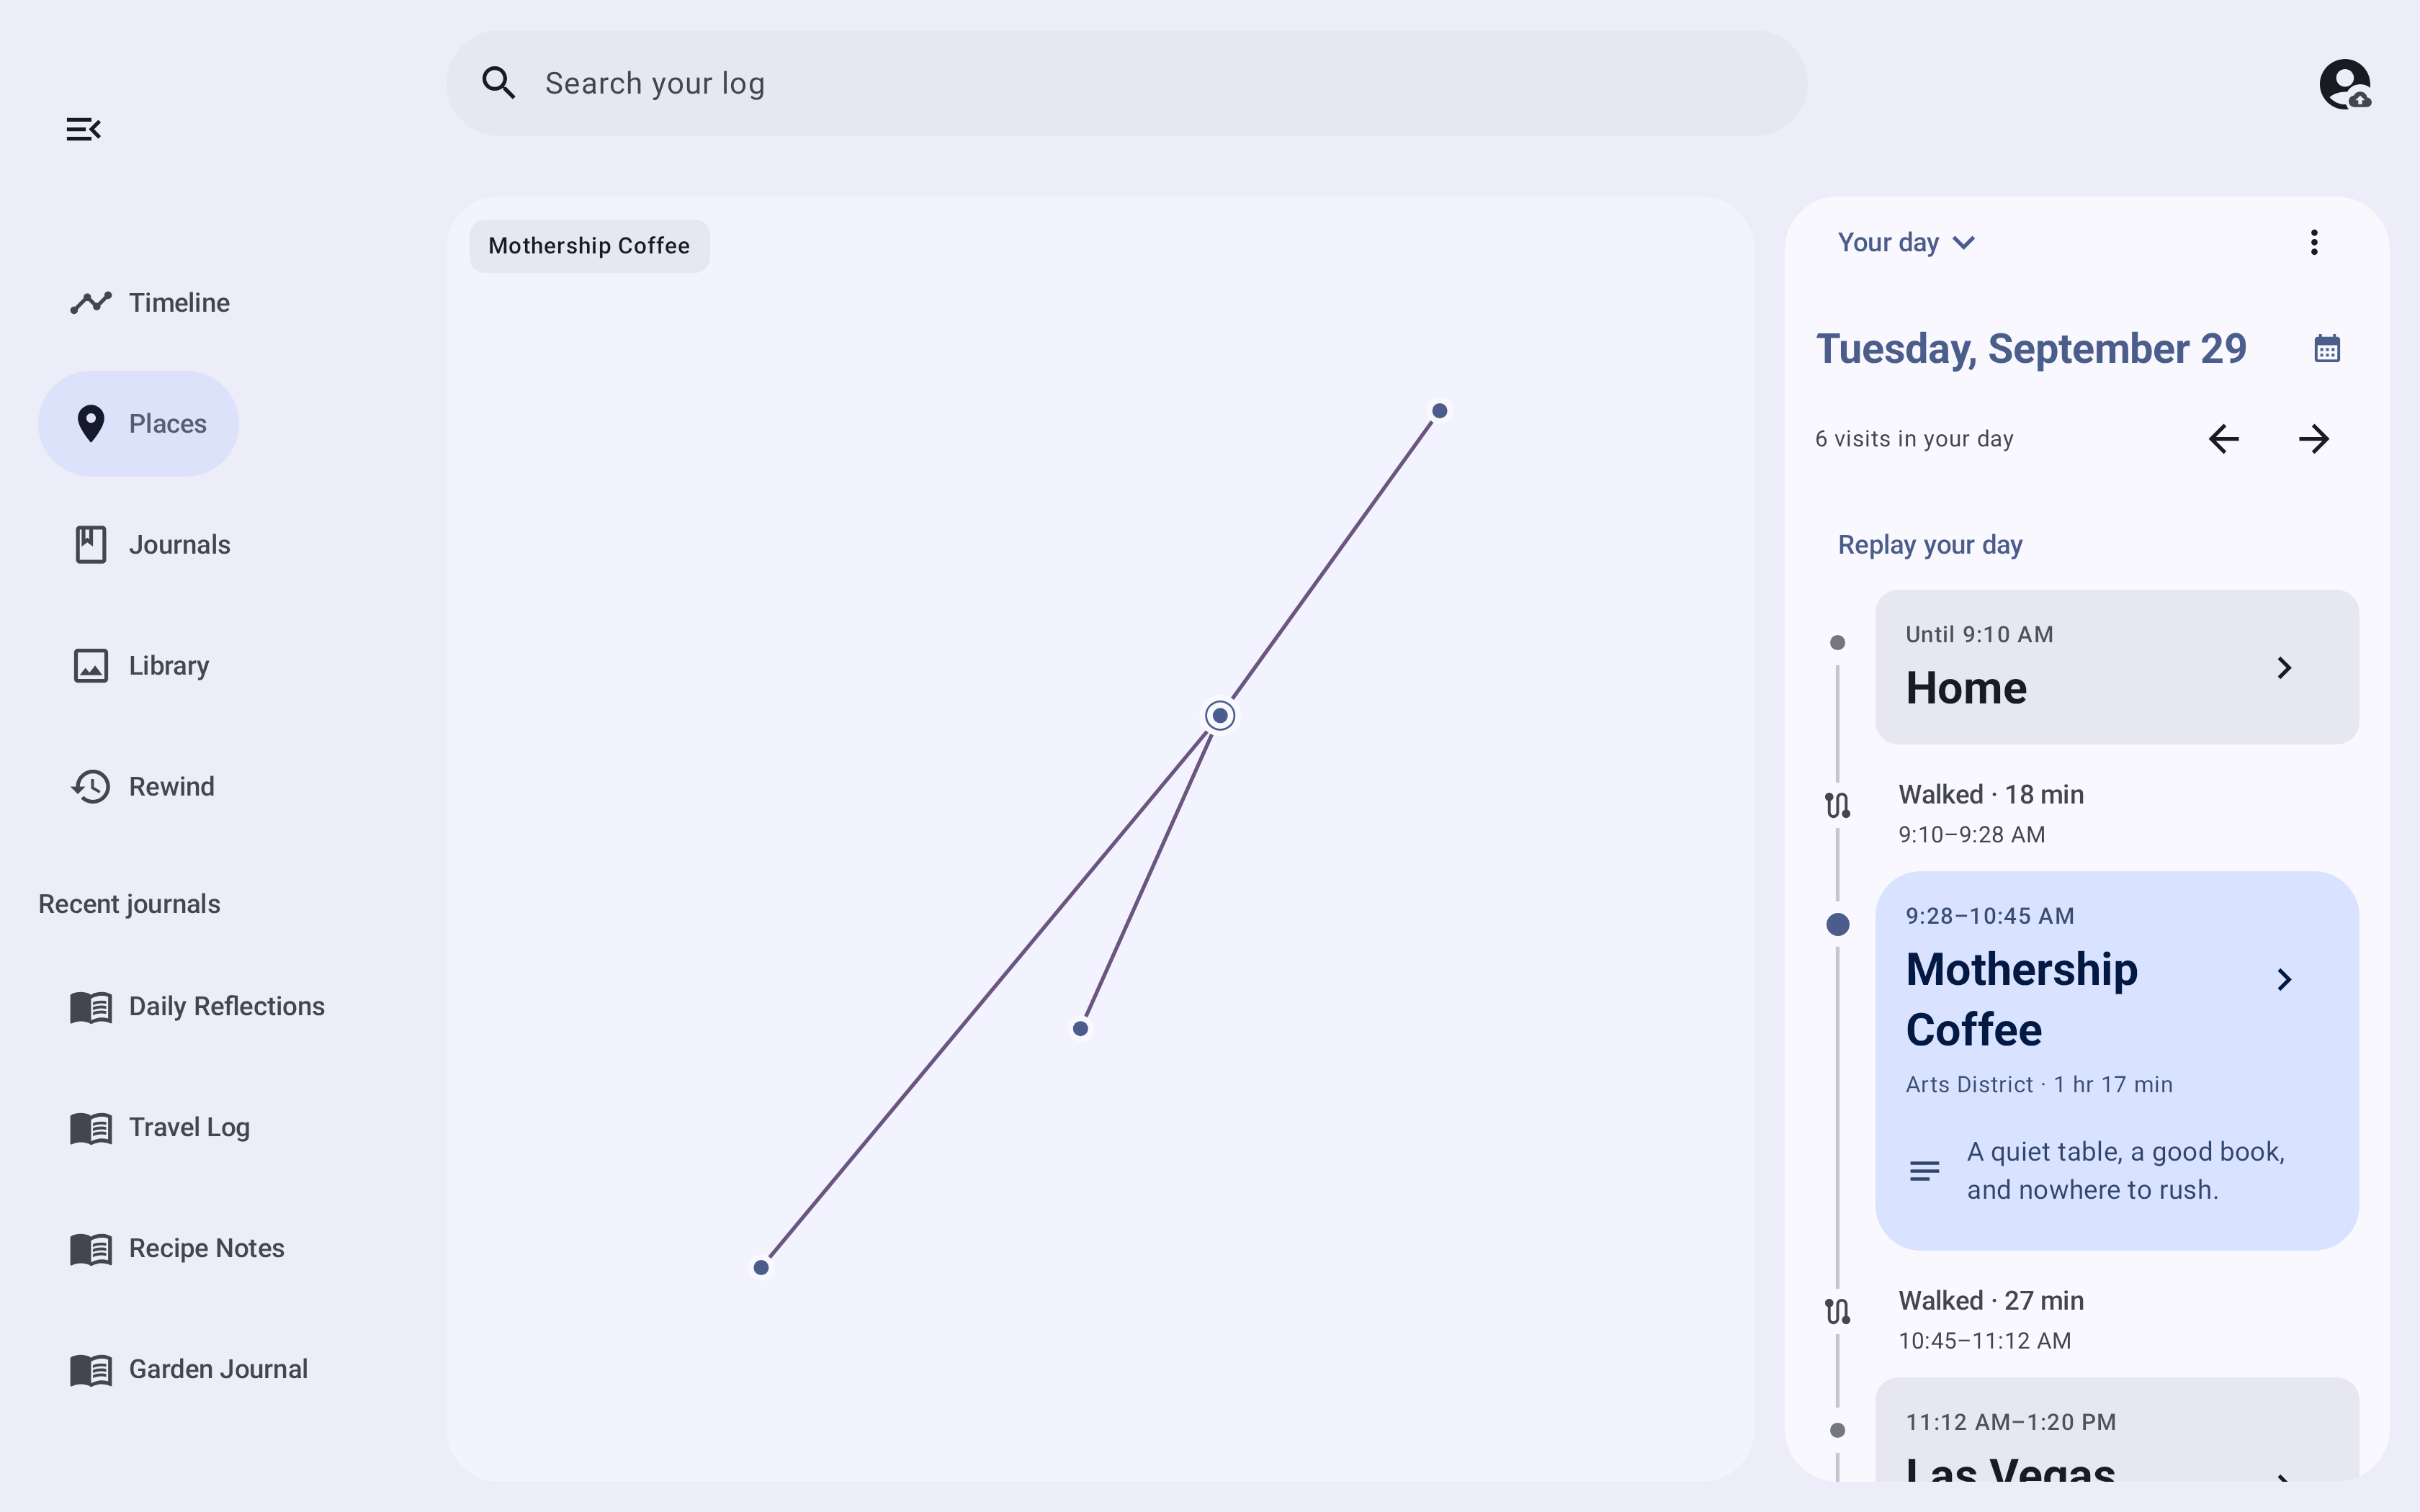 Search your log
Timeline
Places
Journals
Library
Rewind
Recent journals
Daily Reflections
Travel Log
Recipe Notes
Garden Journal
Mothership Coffee
Your day
Tuesday, September 29
6 visits in your day
Replay your day
Until 9:10 AM
Home
Walked · 18 min
9:10–9:28 AM
9:28–10:45 AM
Mothership
Coffee
Arts District · 1 hr 17 min
A quiet table, a good book,
and nowhere to rush.
Walked · 27 min
10:45–11:12 AM
11:12 AM–1:20 PM
Las Vegas